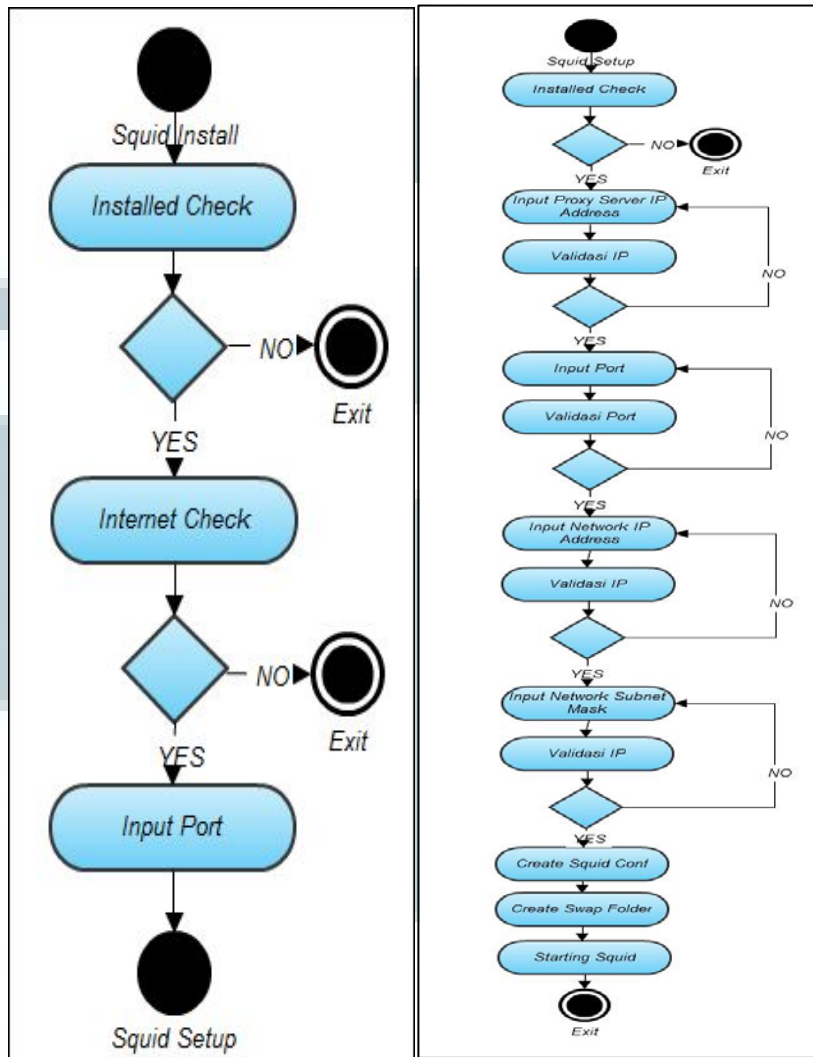 Squid Install
Installed Check
NO
Exit
YES
Internet Check
NO
Exit
YES
Input Port
Squid Setup
Squid Setup
Installed Check
NO
Exit
YES
Input Proxy Server IP
Address
Validasi IP
NO
YES
Input Port
Validasi Port
NO
YES
Input Network IP
Address
Validasi IP
NO
YES
Input Network Subnet
Mask
Validasi IP
NO
YES
Create Squid Conf
Create Swap Folder
Starting Squid
Exit